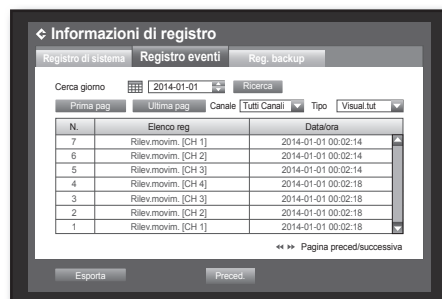 Informazioni di registro
Registro di sistema Registro eventi Reg. backup
Cerca giorno 2014-01-01 Ricerca
Prima pag Ultima pag Canale Tutti Canali Tipo Visual.tut
N. Elenco reg Data/ora
7 Rilev.movim. [CH 1] 2014-01-01 00:02:14
6 Rilev.movim. [CH 2] 2014-01-01 00:02:14
5 Rilev.movim. [CH 3] 2014-01-01 00:02:14
4 Rilev.movim. [CH 4] 2014-01-01 00:02:18
3 Rilev.movim. [CH 3] 2014-01-01 00:02:18
2 Rilev.movim. [CH 2] 2014-01-01 00:02:18
1 Rilev.movim. [CH 1] 2014-01-01 00:02:18
Pagina preced/successiva
Esporta Preced.